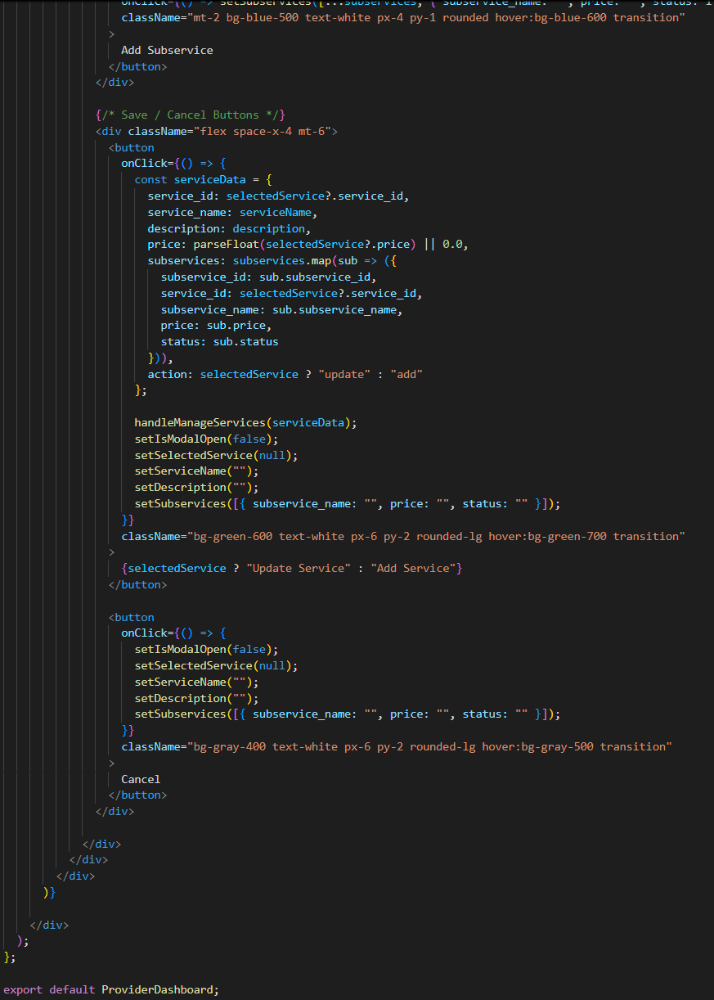 onClick={() => setSubservices([...subservices, { subservice_name: "", price: "", status:
className="mt-2 bg-blue-500 text-white px-4 py-1 rounded hover:bg-blue-600 transition"
>
Add Subservice
</button>
</div>
{/* Save / Cancel Buttons */}
<div className="flex space-x-4 mt-6">
<button
onClick={() => {
const serviceData = {
service_id: selectedService?.service_id,
service_name: serviceName,
description: description,
price: parseFloat(selectedService?.price) || 0.0,
subservices: subservices.map(sub => ({
subservice_id: sub.subservice_id,
service_id: selectedService?.service_id,
subservice_name: sub.subservice_name,
price: sub.price,
status: sub.status
})),
action: selectedService ? "update" : "add"
};
handleManageServices(serviceData);
setIsModalOpen(false);
setSelectedService(null);
setServiceName("");
setDescription("");
setSubservices([{ subservice_name: "", price: "", status: "" }]);
}}
className="bg-green-600 text-white px-6 py-2 rounded-lg hover:bg-green-700 transition"
>
{selectedService ? "Update Service" : "Add Service"}
</button>
<button
onClick={() => {
setIsModalOpen(false);
setSelectedService(null);
setServiceName("");
setDescription("");
setSubservices([{ subservice_name: "", price: "", status: "" }]);
}}
className="bg-gray-400 text-white px-6 py-2 rounded-lg hover:bg-gray-500 transition"
>
Cancel
</button>
</div>
</div>
</div>
</div>
)}
</div>
);
};
export default ProviderDashboard;